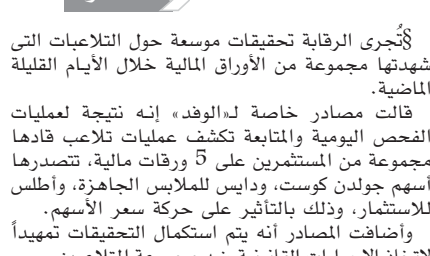 §تُجرى الرقابة تحقيقات موسعة حول التلاعبات التى
شهدتها مجموعة من الأوراق المالية خلال الأيام القليلة
الماضية.
قالت مصادر خاصة لـ«الوفد» إنه نتيجة لعمليات
الفحص اليومية والمتابعة تكشف عمليات تلاعب قادها
مجموعة من المستثمرين على 5 ورقات مالية، تتصدرها
أسهم جولدن كوست، ودايس للملابس الجاهزة، وأطلس
للاستثمار، وذلك بالتأثير على حركة سعر الأسهم.
وأضافت المصادر أنه يتم استكمال التحقيقات تمهيداً